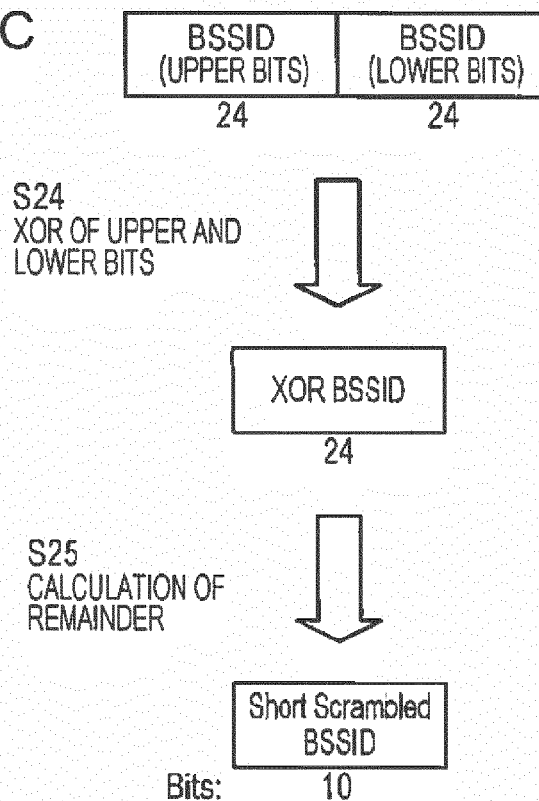 C
BSSID
(UPPER BITS)
BSSID
(LOWER BITS)
24
24
S24
XOR OF UPPER AND
LOWER BITS
XOR BSSID
24
S25
CALCULATION OF
REMAINDER
Short Scrambled
BSSID
Bits: 10